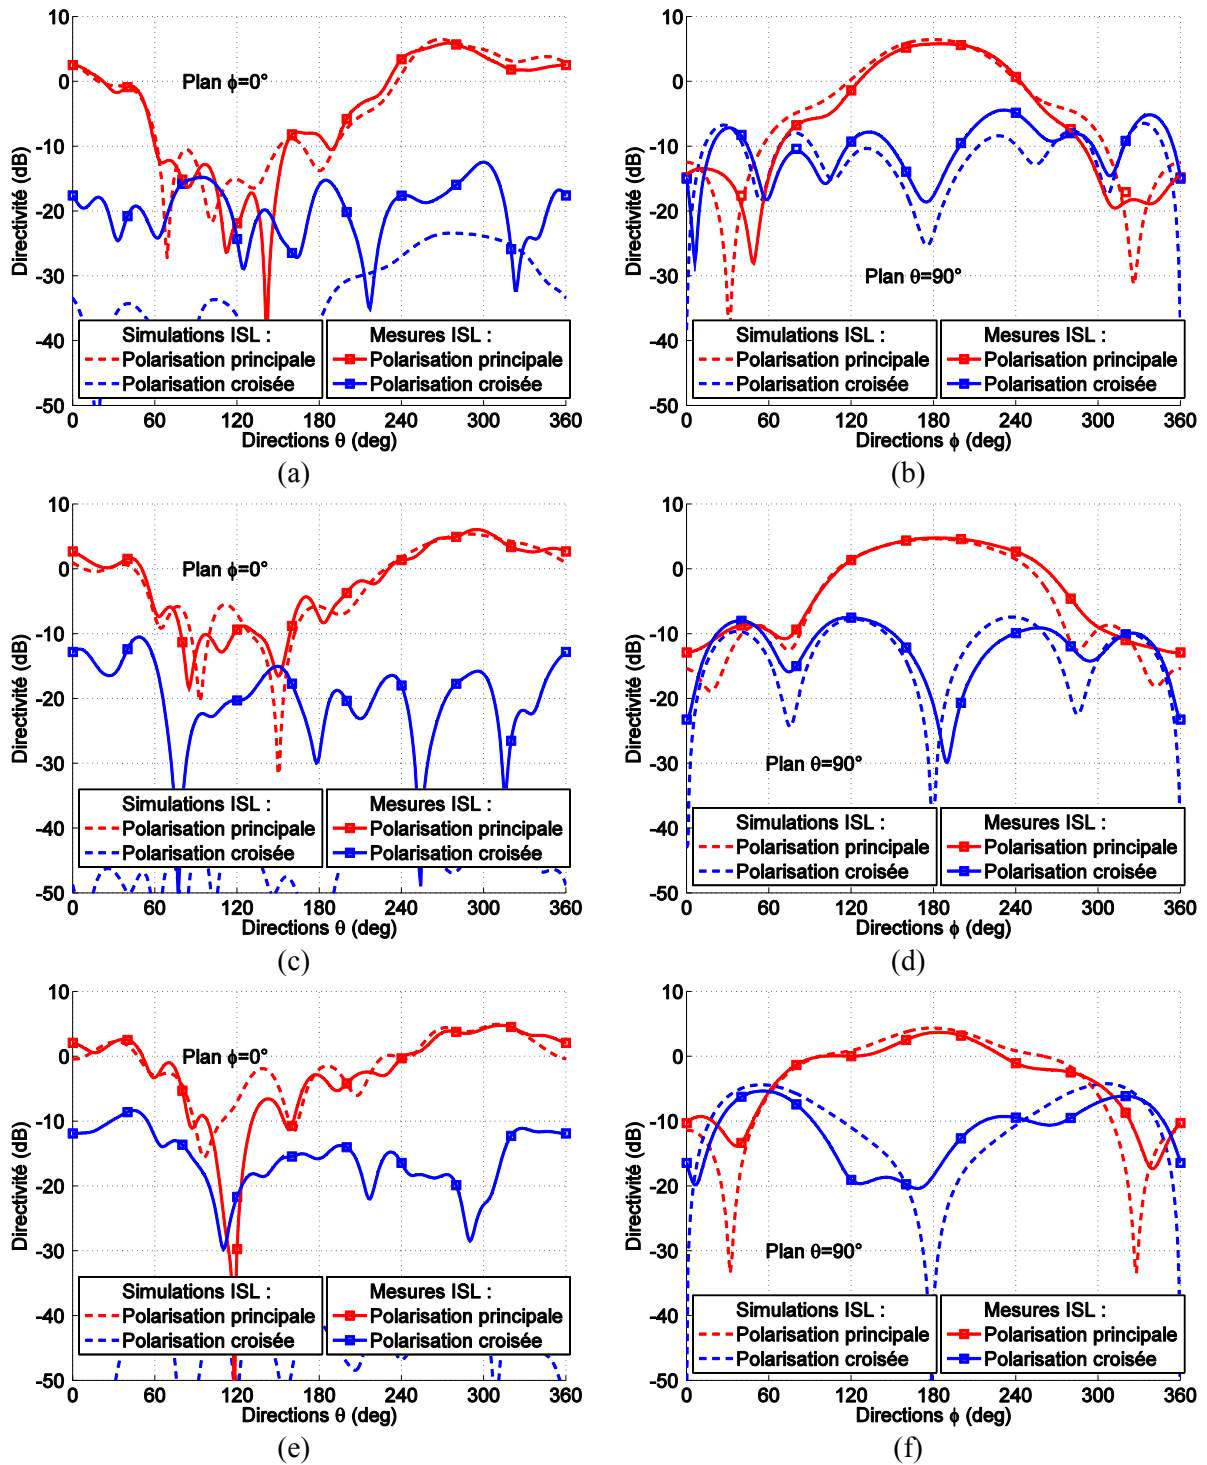 10
0
-10
-20
-30
-40
-50
Directivité (dB)
Plan ϕ=0°
Simulations ISL :
Polarisation principale
Polarisation croisée
Mesures ISL :
Polarisation principale
Polarisation croisée
0 60 120 180 240 300 360
Directions θ (deg)
(a)
10
0
-10
-20
-30
-40
-50
Directivité (dB)
Plan θ=90°
Simulations ISL :
Polarisation principale
Polarisation croisée
Mesures ISL :
Polarisation principale
Polarisation croisée
0 60 120 180 240 300 360
Directions ϕ (deg)
(b)
10
0
-10
-20
-30
-40
-50
Directivité (dB)
Plan ϕ=0°
Simulations ISL :
Polarisation principale
Polarisation croisée
Mesures ISL :
Polarisation principale
Polarisation croisée
0 60 120 180 240 300 360
Directions θ (deg)
(c)
10
0
-10
-20
-30
-40
-50
Directivité (dB)
Plan θ=90°
Simulations ISL :
Polarisation principale
Polarisation croisée
Mesures ISL :
Polarisation principale
Polarisation croisée
0 60 120 180 240 300 360
Directions ϕ (deg)
(d)
10
0
-10
-20
-30
-40
-50
Directivité (dB)
Plan ϕ=0°
Simulations ISL :
Polarisation principale
Polarisation croisée
Mesures ISL :
Polarisation principale
Polarisation croisée
0 60 120 180 240 300 360
Directions θ (deg)
(e)
10
0
-10
-20
-30
-40
-50
Directivité (dB)
Plan θ=90°
Simulations ISL :
Polarisation principale
Polarisation croisée
Mesures ISL :
Polarisation principale
Polarisation croisée
0 60 120 180 240 300 360
Directions ϕ (deg)
(f)